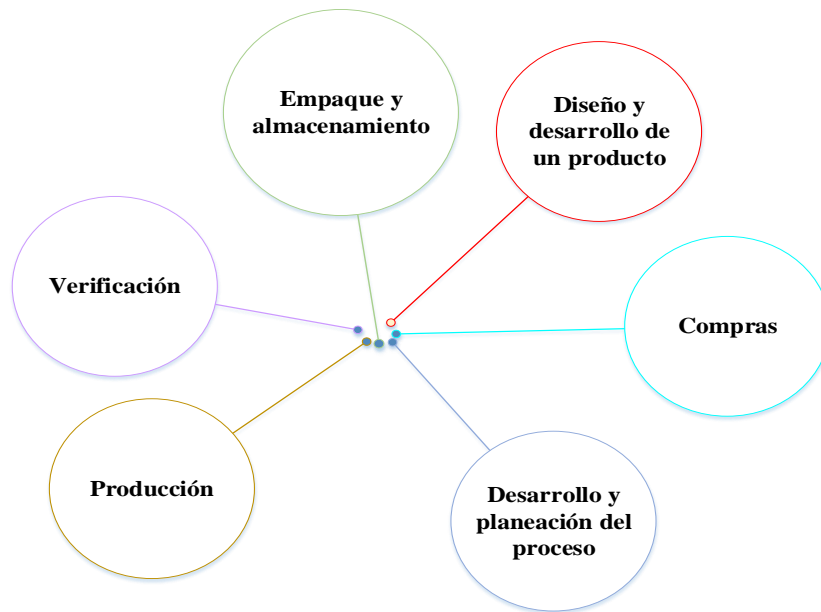 Empaque y
almacenamiento
Diseño y
desarrollo de
un producto
Verificación
Compras
Producción
Desarrollo y
planeación del
proceso